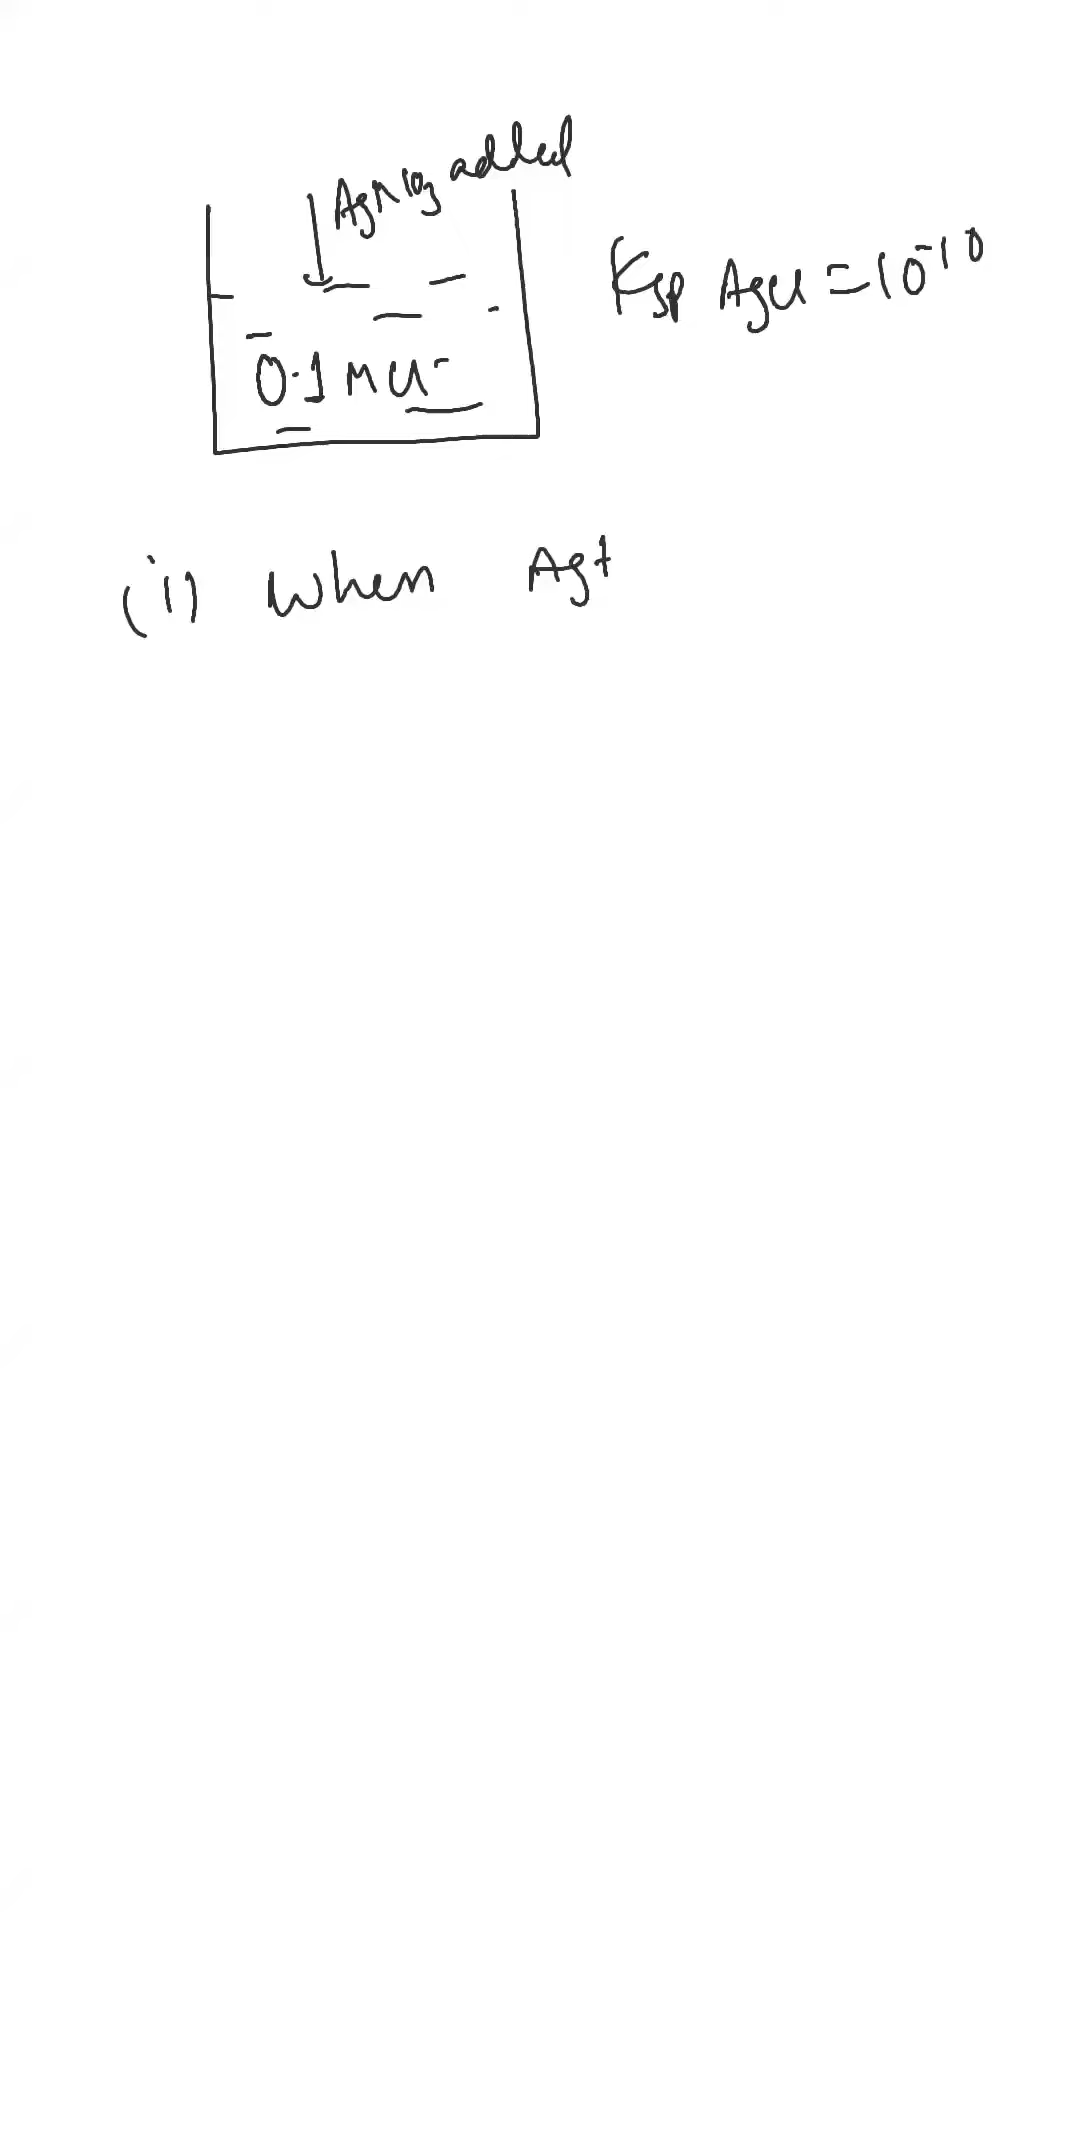 AgNO3 added
Ksp AgCl = 10^-10
0.1 M Cl-
(i) When Ag+